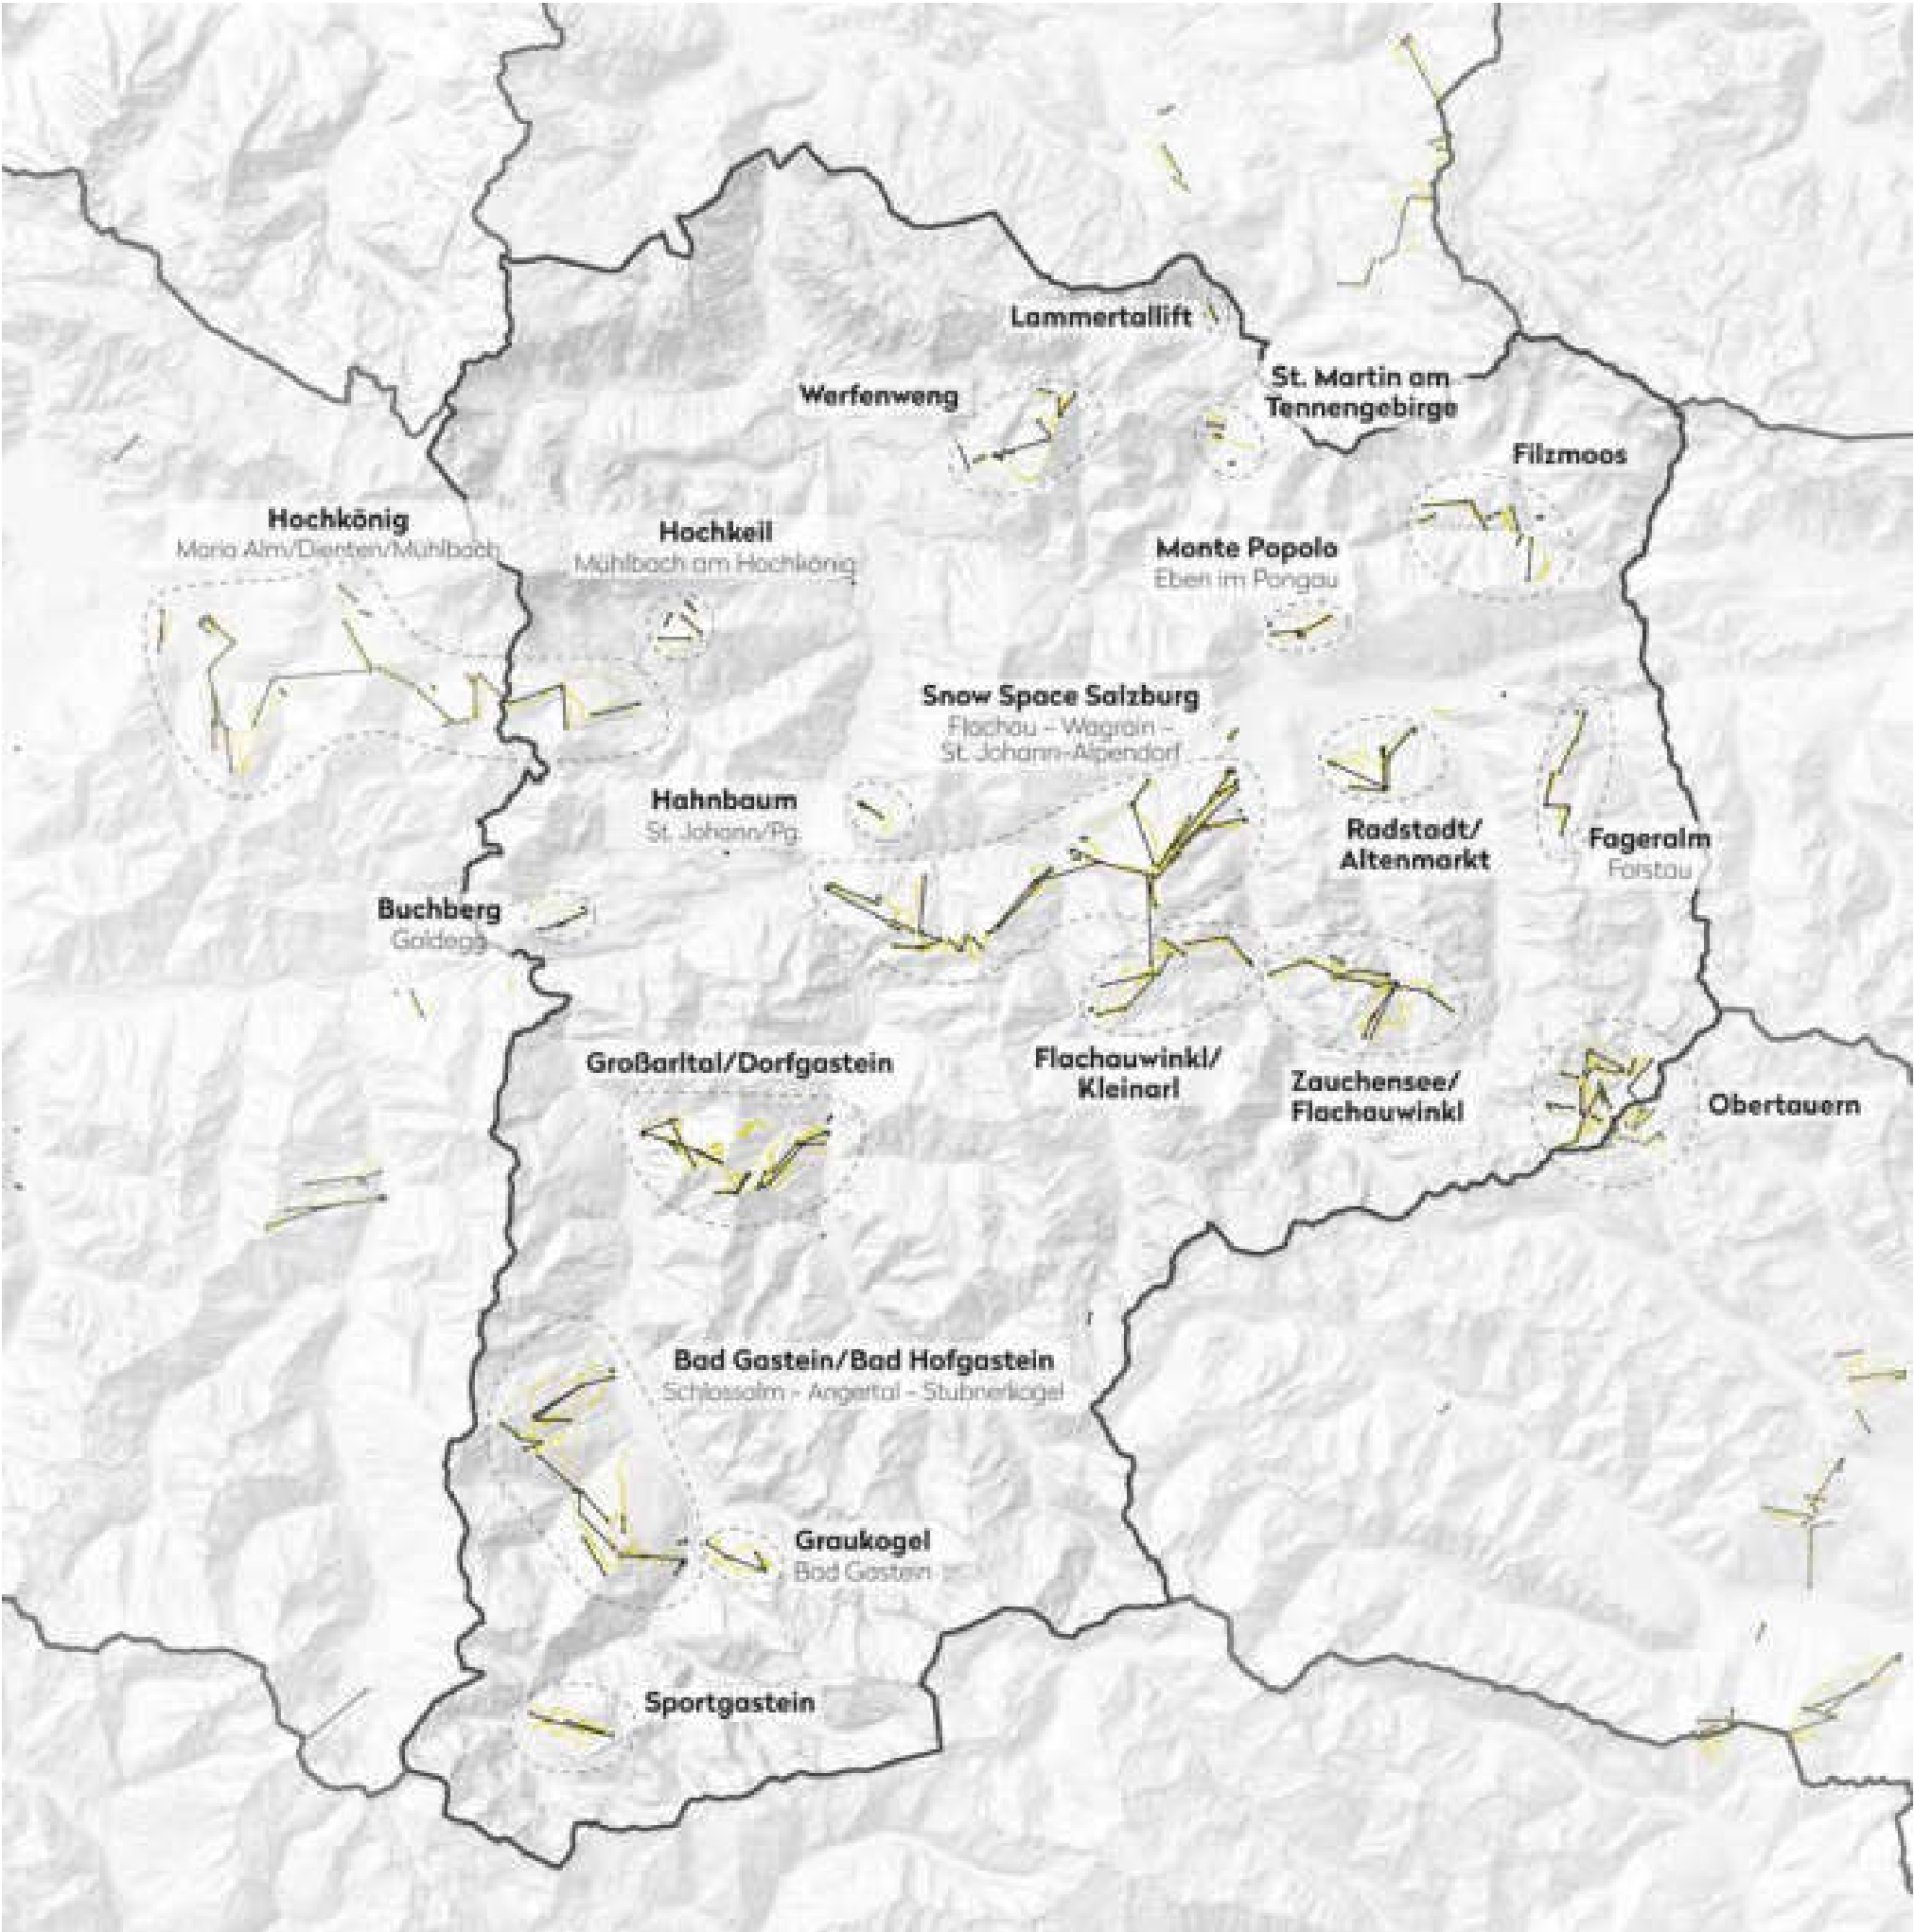 Lammertallift
Werfenweng
St. Martin am
Tennengebirge
Filzmoos
Hochkönig
Maria Alm/Dienten/Mühlbach
Hochkeil
Mühlbach am Hochkönig
Monte Popolo
Eben im Pongau
Snow Space Salzburg
Flachau – Wagrain –
St. Johann-Alpendorf
Hahnbaum
St. Johann/Pg.
Radstadt/
Altenmarkt
Fageralm
Forstau
Buchberg
Goldegg
Großarltal/Dorfgastein
Flachauwinkl/
Kleinarl
Zauchensee/
Flachauwinkl
Obertauern
Bad Gastein/Bad Hofgastein
Schlossalm - Angertal - Stubnerkogel
Graukogel
Bad Gastein
Sportgastein